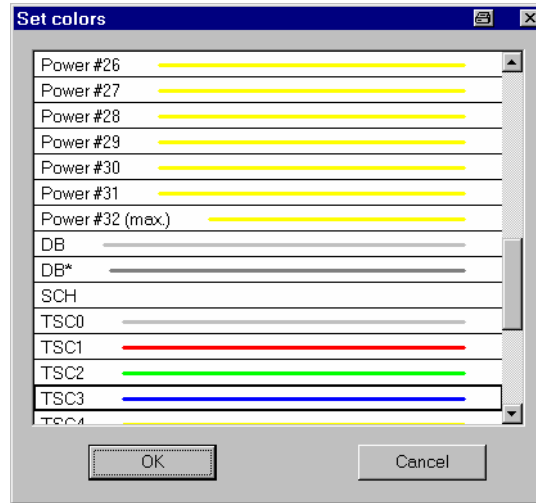 Set colors
Power #26
Power #27
Power #28
Power #29
Power #30
Power #31
Power #32 (max.)
DB
DB*
SCH
TSC0
TSC1
TSC2
TSC3
TSC4
OK Cancel